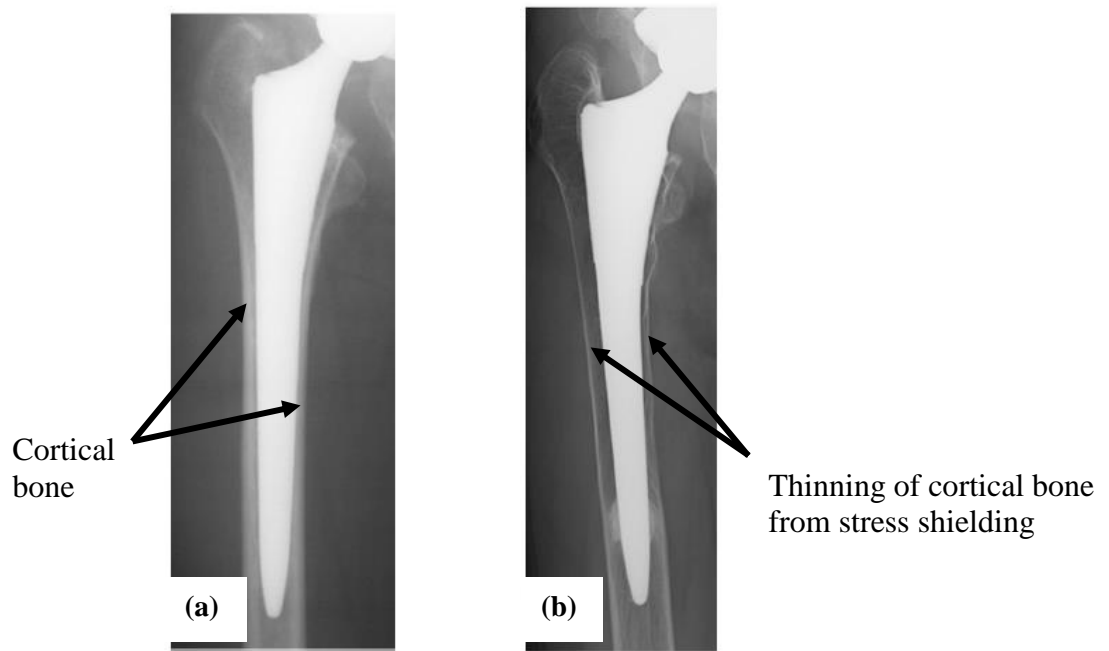 Cortical
bone
(a)
(b)
Thinning of cortical bone
from stress shielding